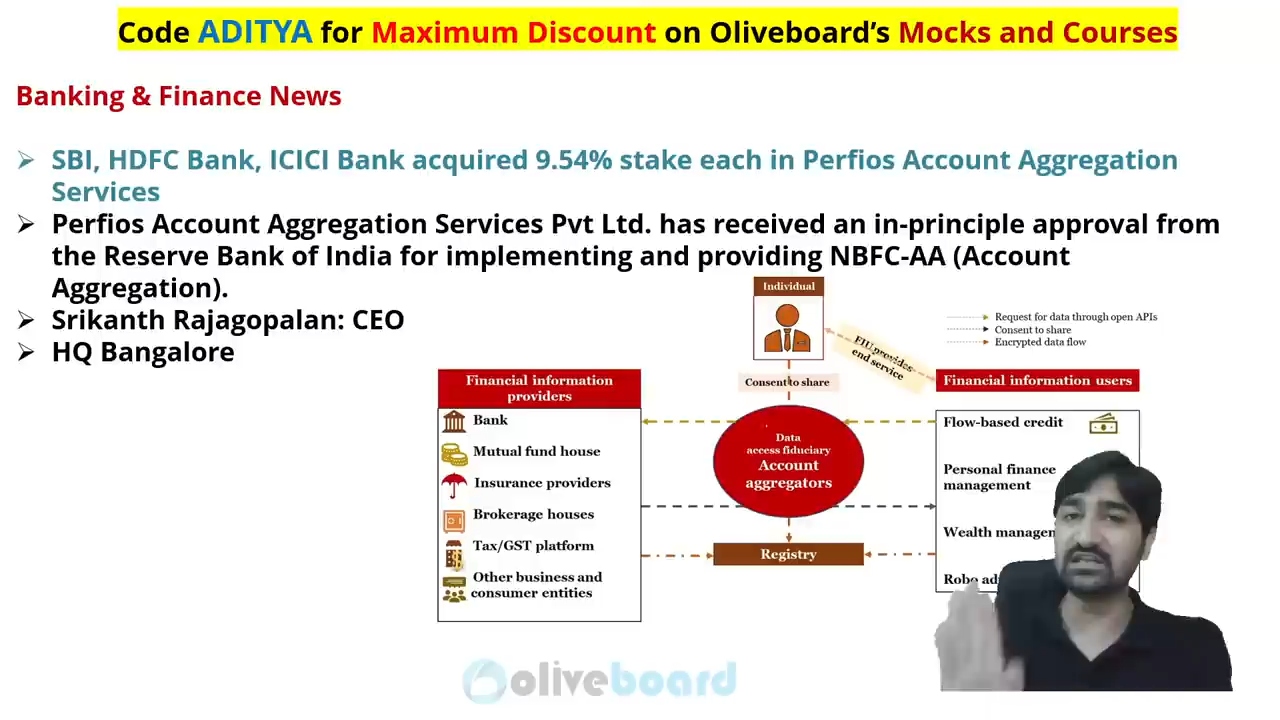 Code ADITYA for Maximum Discount on Oliveboard’s Mocks and Courses
Banking & Finance News
➢ SBI, HDFC Bank, ICICI Bank acquired 9.54% stake each in Perfios Account Aggregation
Services
➢ Perfios Account Aggregation Services Pvt Ltd. has received an in-principle approval from
the Reserve Bank of India for implementing and providing NBFC-AA (Account
Aggregation).
➢ Srikanth Rajagopalan: CEO
➢ HQ Bangalore
Individual
Request for data through open APIs
Consent to share
Encrypted data flow
FIU provides
end service
Consent to share
Financial information
providers
Bank
Mutual fund house
Insurance providers
Brokerage houses
Tax/GST platform
Other business and
consumer entities
Data
access fiduciary
Account
aggregators
Registry
Financial information users
Flow-based credit
Personal finance
management
Wealth
Robo
oliveboard